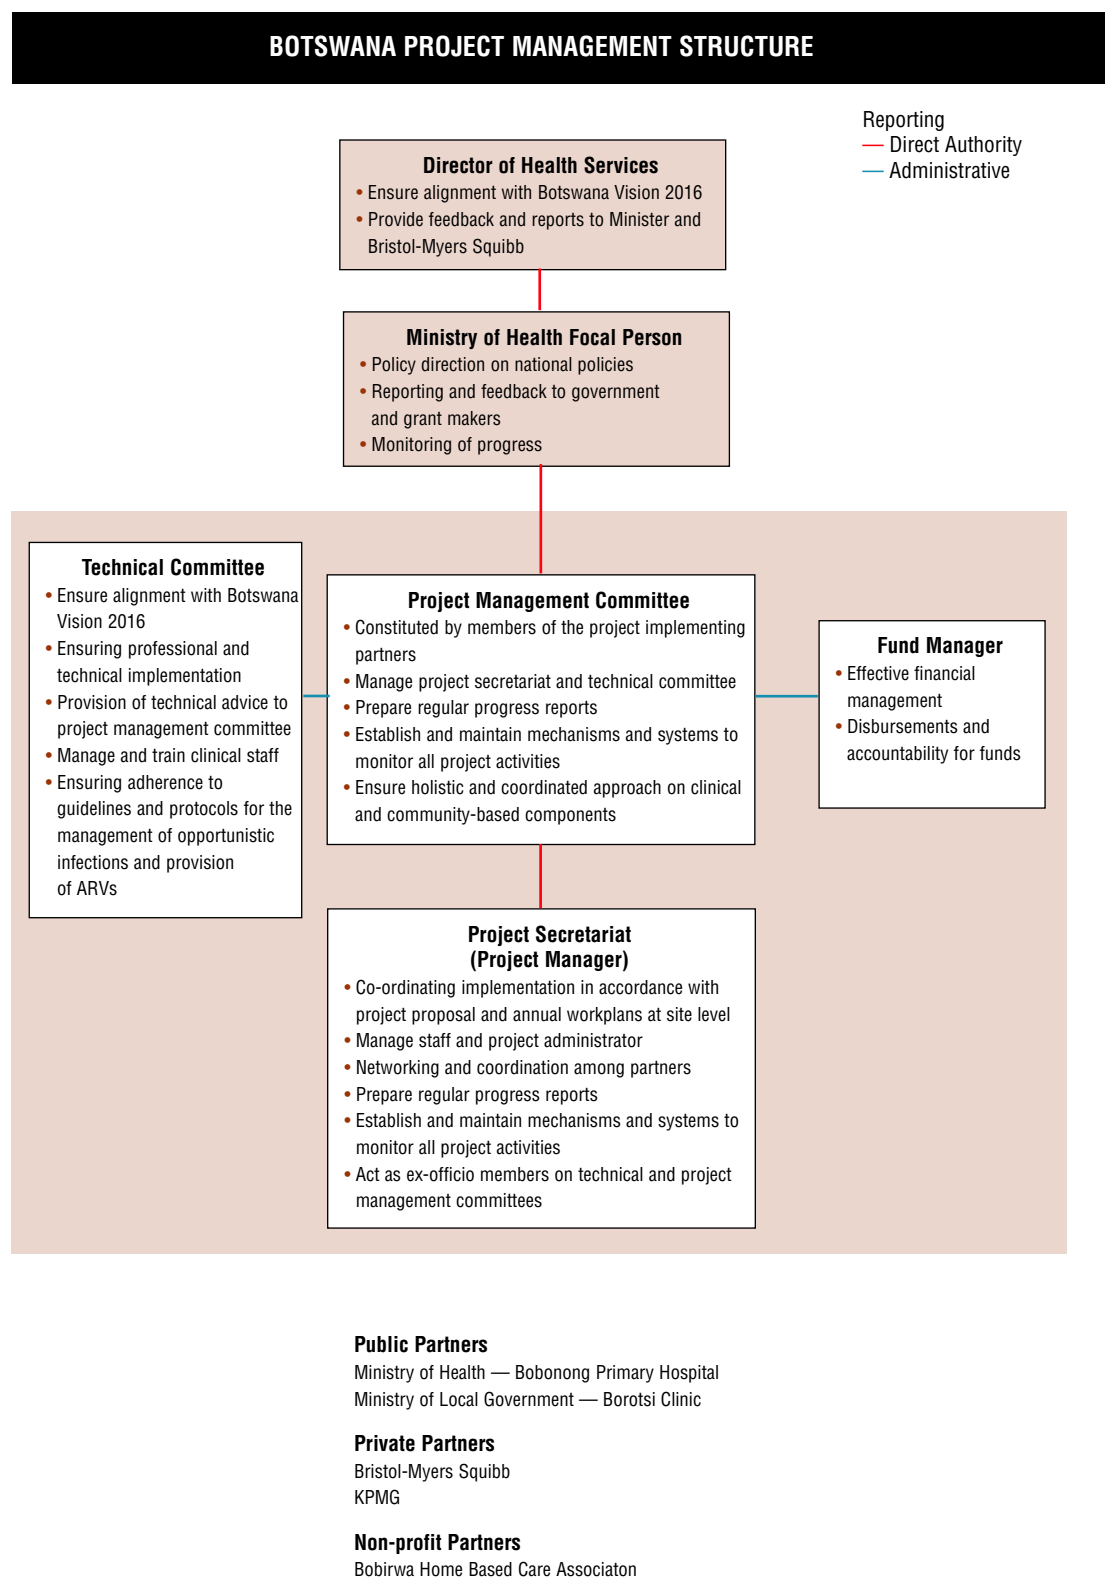 BOTSWANA PROJECT MANAGEMENT STRUCTURE
Reporting
— Direct Authority
— Administrative
Director of Health Services
• Ensure alignment with Botswana Vision 2016
• Provide feedback and reports to Minister and
Bristol-Myers Squibb
Ministry of Health Focal Person
• Policy direction on national policies
• Reporting and feedback to government
and grant makers
• Monitoring of progress
Technical Committee
• Ensure alignment with Botswana
Vision 2016
• Ensuring professional and
technical implementation
• Provision of technical advice to
project management committee
• Manage and train clinical staff
• Ensuring adherence to
guidelines and protocols for the
management of opportunistic
infections and provision
of ARVs
Project Management Committee
• Constituted by members of the project implementing
partners
• Manage project secretariat and technical committee
• Prepare regular progress reports
• Establish and maintain mechanisms and systems to
monitor all project activities
• Ensure holistic and coordinated approach on clinical
and community-based components
Fund Manager
• Effective financial
management
• Disbursements and
accountability for funds
Project Secretariat
(Project Manager)
• Co-ordinating implementation in accordance with
project proposal and annual workplans at site level
• Manage staff and project administrator
• Networking and coordination among partners
• Prepare regular progress reports
• Establish and maintain mechanisms and systems to
monitor all project activities
• Act as ex-officio members on technical and project
management committees
Public Partners
Ministry of Health — Bobonong Primary Hospital
Ministry of Local Government — Borotsi Clinic
Private Partners
Bristol-Myers Squibb
KPMG
Non-profit Partners
Bobirwa Home Based Care Associaton